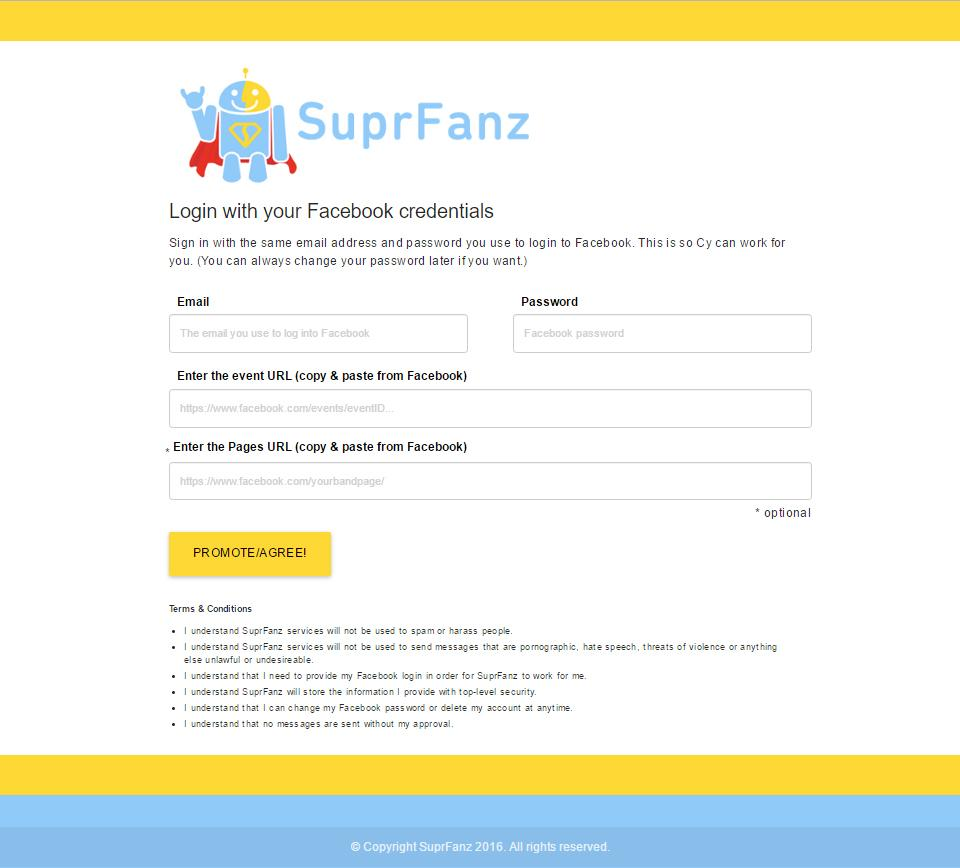 SuprFanz
Login with your Facebook credentials
Sign in with the same email address and password you use to login to Facebook. This is so Cy can work for
you. (You can always change your password later if you want.)
Email
Password
The email you use to log into Facebook
Facebook password
Enter the event URL (copy & paste from Facebook)
https://www.facebook.com/events/eventID...
* Enter the Pages URL (copy & paste from Facebook)
https://www.facebook.com/yourbandpage/
* optional
PROMOTE/AGREE!
Terms & Conditions
• I understand SuprFanz services will not be used to spam or harass people.
• I understand SuprFanz services will not be used to send messages that are pornographic, hate speech, threats of violence or anything
else unlawful or undesireable.
• I understand that I need to provide my Facebook login in order for SuprFanz to work for me.
• I understand SuprFanz will store the information I provide with top-level security.
• I understand that I can change my Facebook password or delete my account at anytime.
• I understand that no messages are sent without my approval.
© Copyright SuprFanz 2016. All rights reserved.